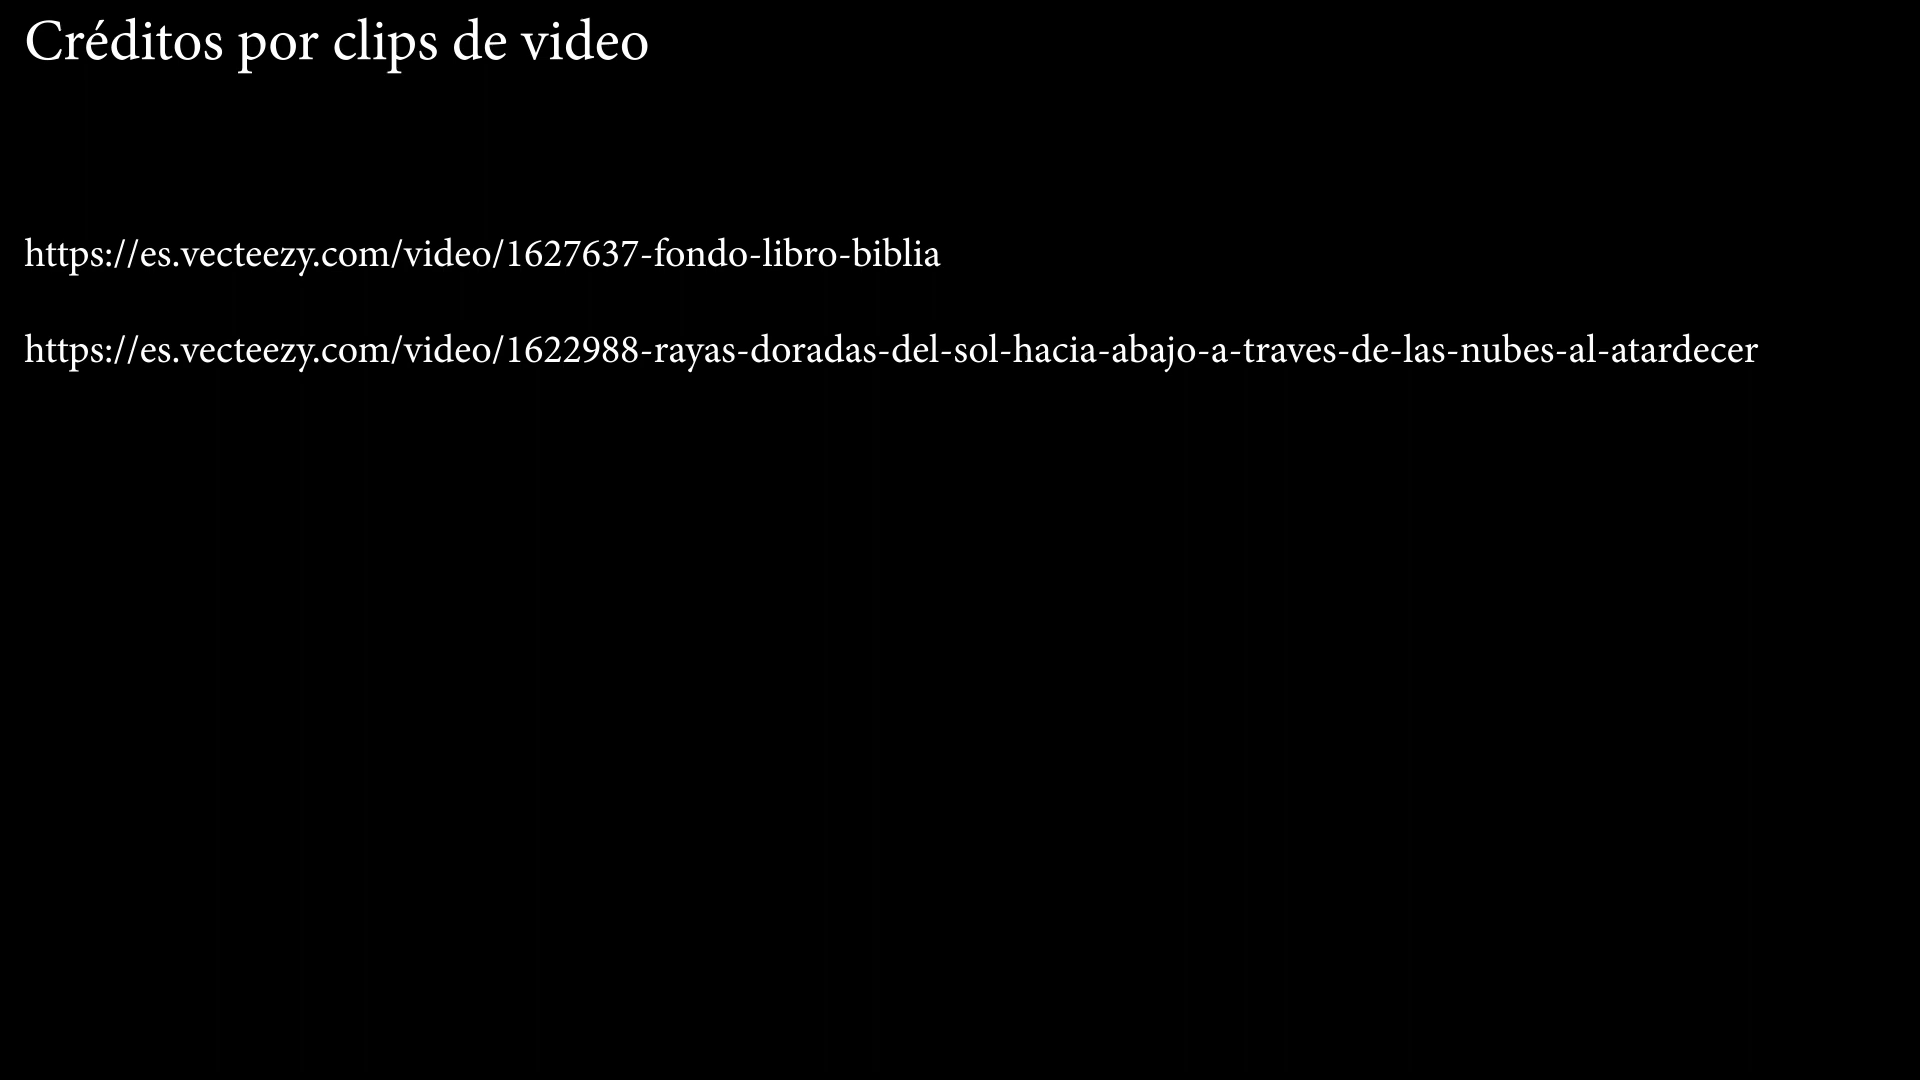 Créditos por clips de video
https://es.vecteezy.com/video/1627637-fondo-libro-biblia
https://es.vecteezy.com/video/1622988-rayas-doradas-del-sol-hacia-abajo-a-traves-de-las-nubes-al-atardecer